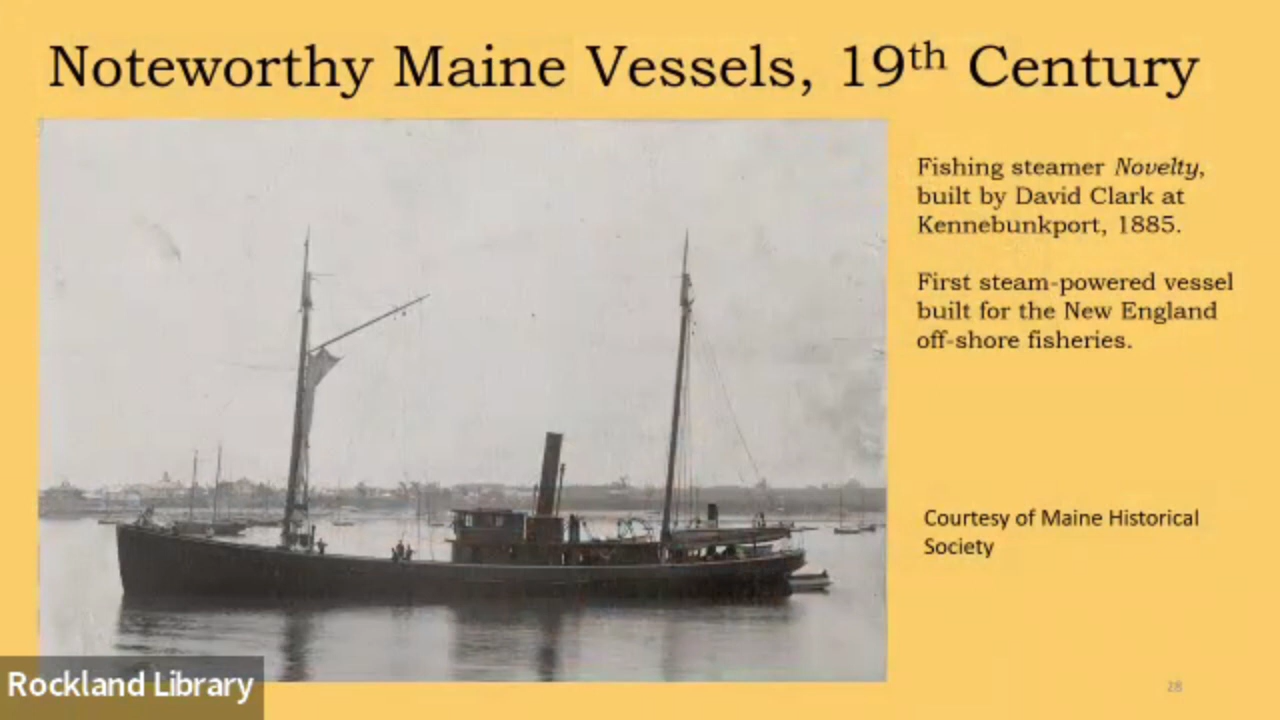 Noteworthy Maine Vessels, 19th Century
Fishing steamer Novelty,
built by David Clark at
Kennebunkport, 1885.
First steam-powered vessel
built for the New England
off-shore fisheries.
Courtesy of Maine Historical
Society
Rockland Library
28